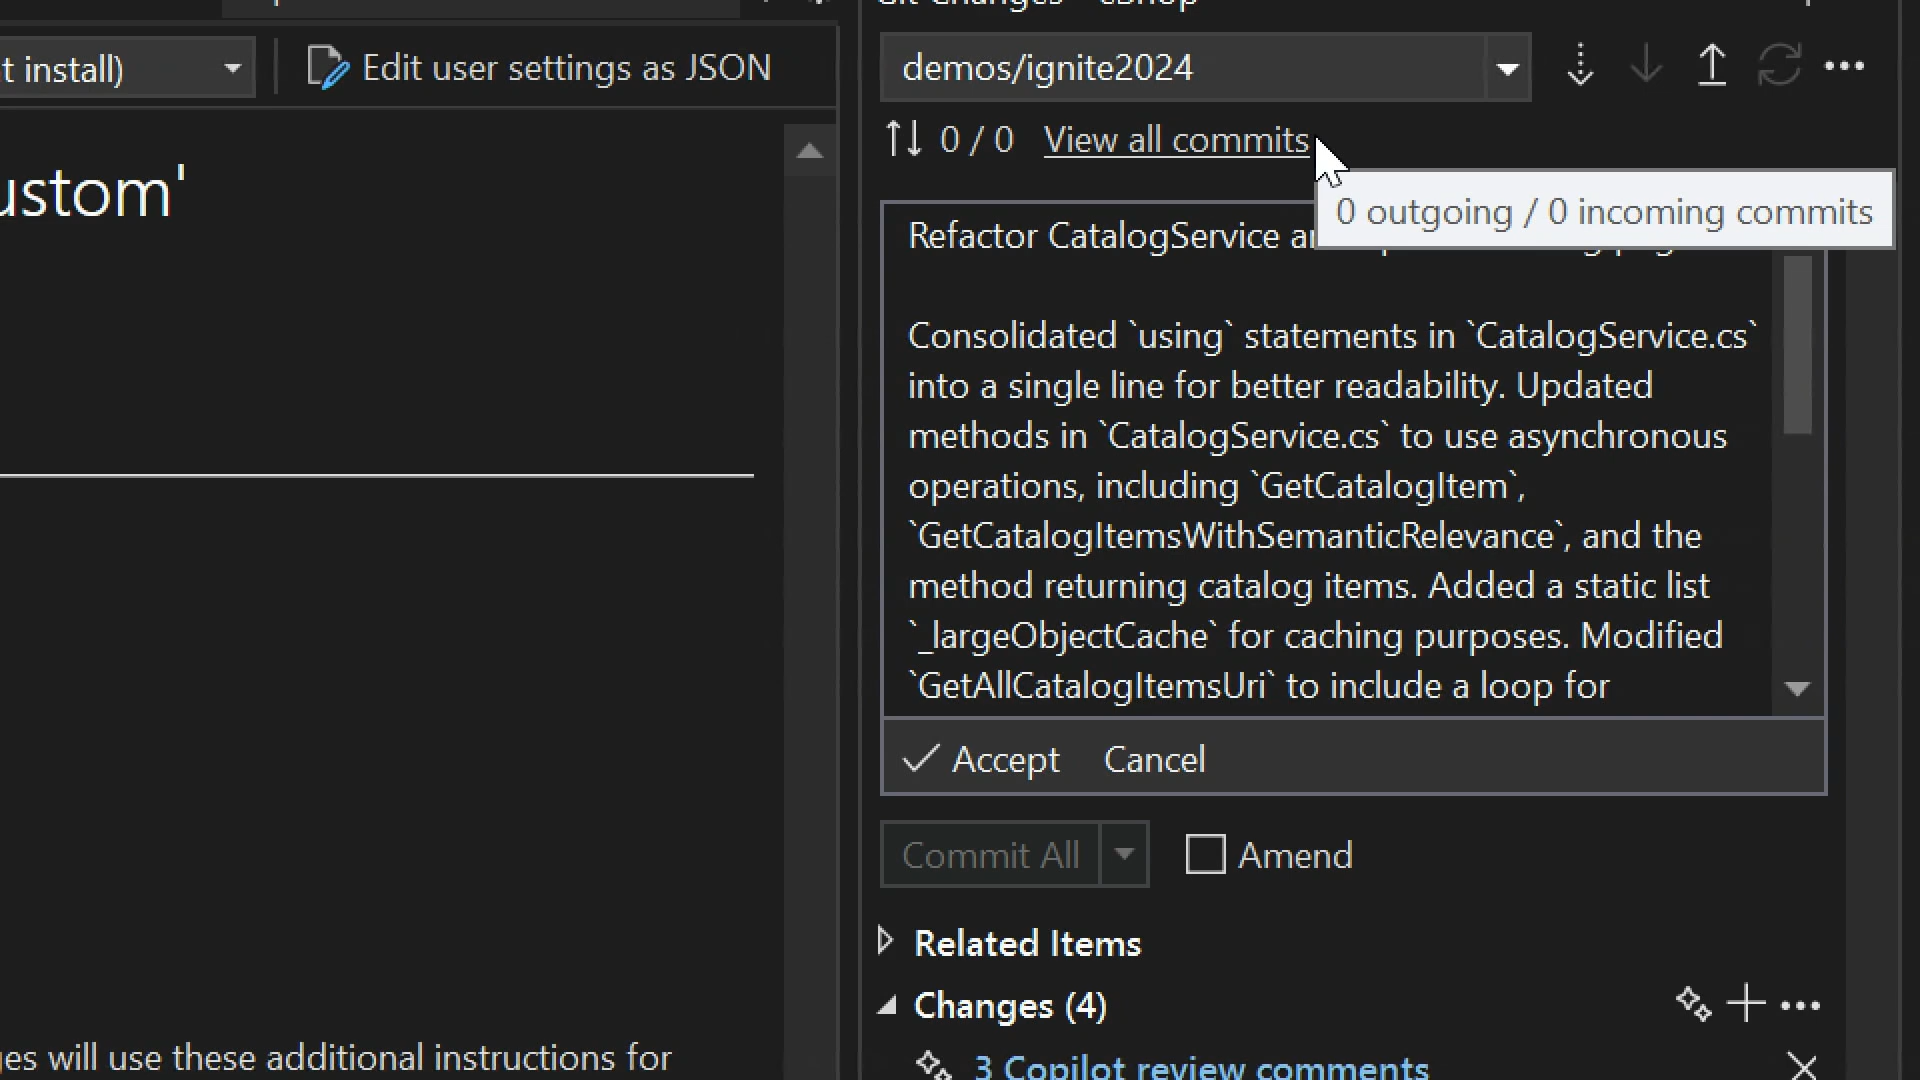 Git Changes - eShop
t install)
Edit user settings as JSON
demos/ignite2024
0 / 0 View all commits
0 outgoing / 0 incoming commits
ustom'
Refactor CatalogService
Consolidated `using` statements in `CatalogService.cs`
into a single line for better readability. Updated
methods in `CatalogService.cs` to use asynchronous
operations, including `GetCatalogItem`,
`GetCatalogItemsWithSemanticRelevance`, and the
method returning catalog items. Added a static list
`_largeObjectCache` for caching purposes. Modified
`GetAllCatalogItemsUri` to include a loop for
Accept Cancel
Commit All
Amend
Related Items
Changes (4)
3 Copilot review comments
es will use these additional instructions for